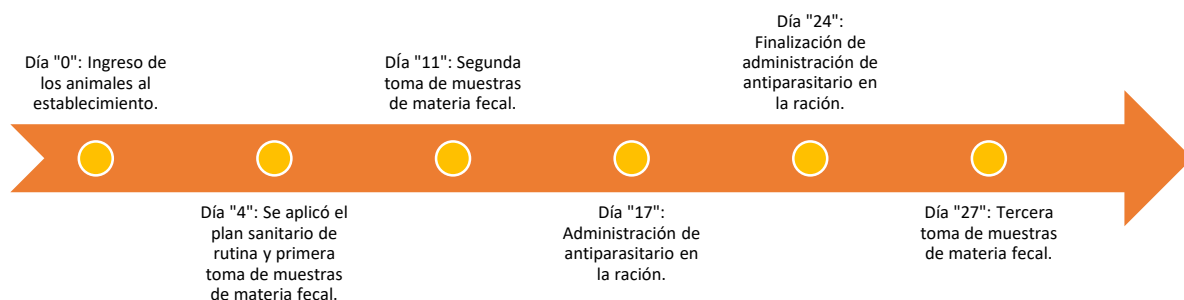 Día "0": Ingreso de
los animales al
establecimiento.
Día "4": Se aplicó el
plan sanitario de
rutina y primera
toma de muestras
de materia fecal.
DÍa "11": Segunda
toma de muestras
de materia fecal.
Día "17":
Administración de
antiparasitario en
la ración.
Día "24":
Finalización de
administración de
antiparasitario en
la ración.
Día "27": Tercera
toma de muestras
de materia fecal.